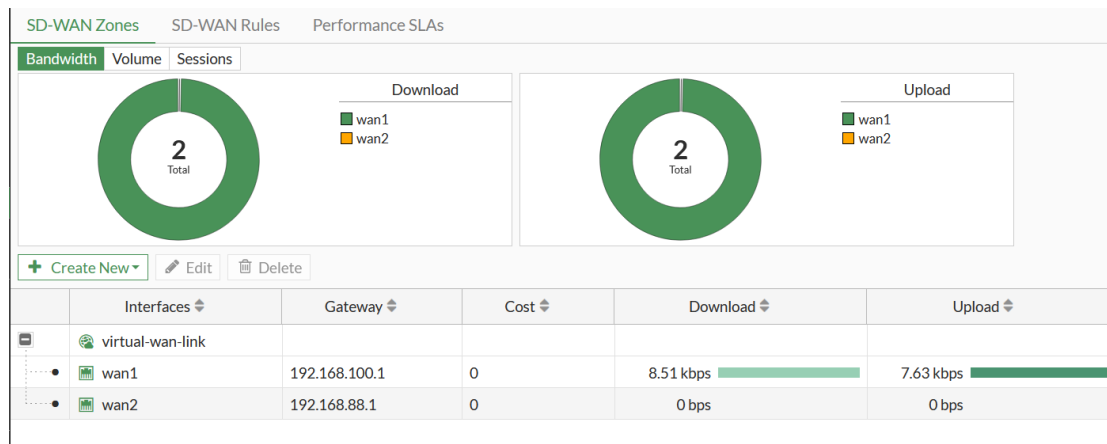 SD-WAN Zones SD-WAN Rules Performance SLAs
Bandwidth Volume Sessions
Download
wan1
wan2
2
Total
Upload
wan1
wan2
2
Total
+ Create New Edit Delete
Interfaces Gateway Cost Download Upload
virtual-wan-link
wan1 192.168.100.1 0 8.51 kbps 7.63 kbps
wan2 192.168.88.1 0 0 bps 0 bps